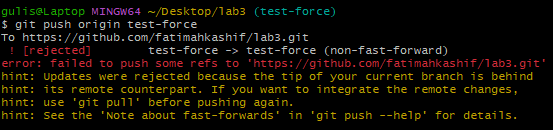 gulis@Laptop MINGW64 ~/Desktop/lab3 (test-force)
$ git push origin test-force
To https://github.com/fatimahkashif/lab3.git
 ! [rejected]        test-force -> test-force (non-fast-forward)
error: failed to push some refs to 'https://github.com/fatimahkashif/lab3.git'
hint: Updates were rejected because the tip of your current branch is behind
hint: its remote counterpart. If you want to integrate the remote changes,
hint: use 'git pull' before pushing again.
hint: See the 'Note about fast-forwards' in 'git push --help' for details.